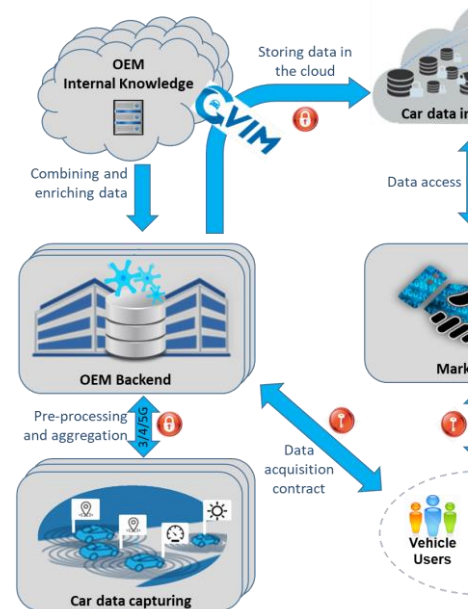 OEM
Internal Knowledge
Storing data in
the cloud
CVIM
Car data in
Combining and
enriching data
Data access
OEM Backend
Mark
Pre-processing
and aggregation
3/4/5G
Data
acquisition
contract
Vehicle
Users
Car data capturing